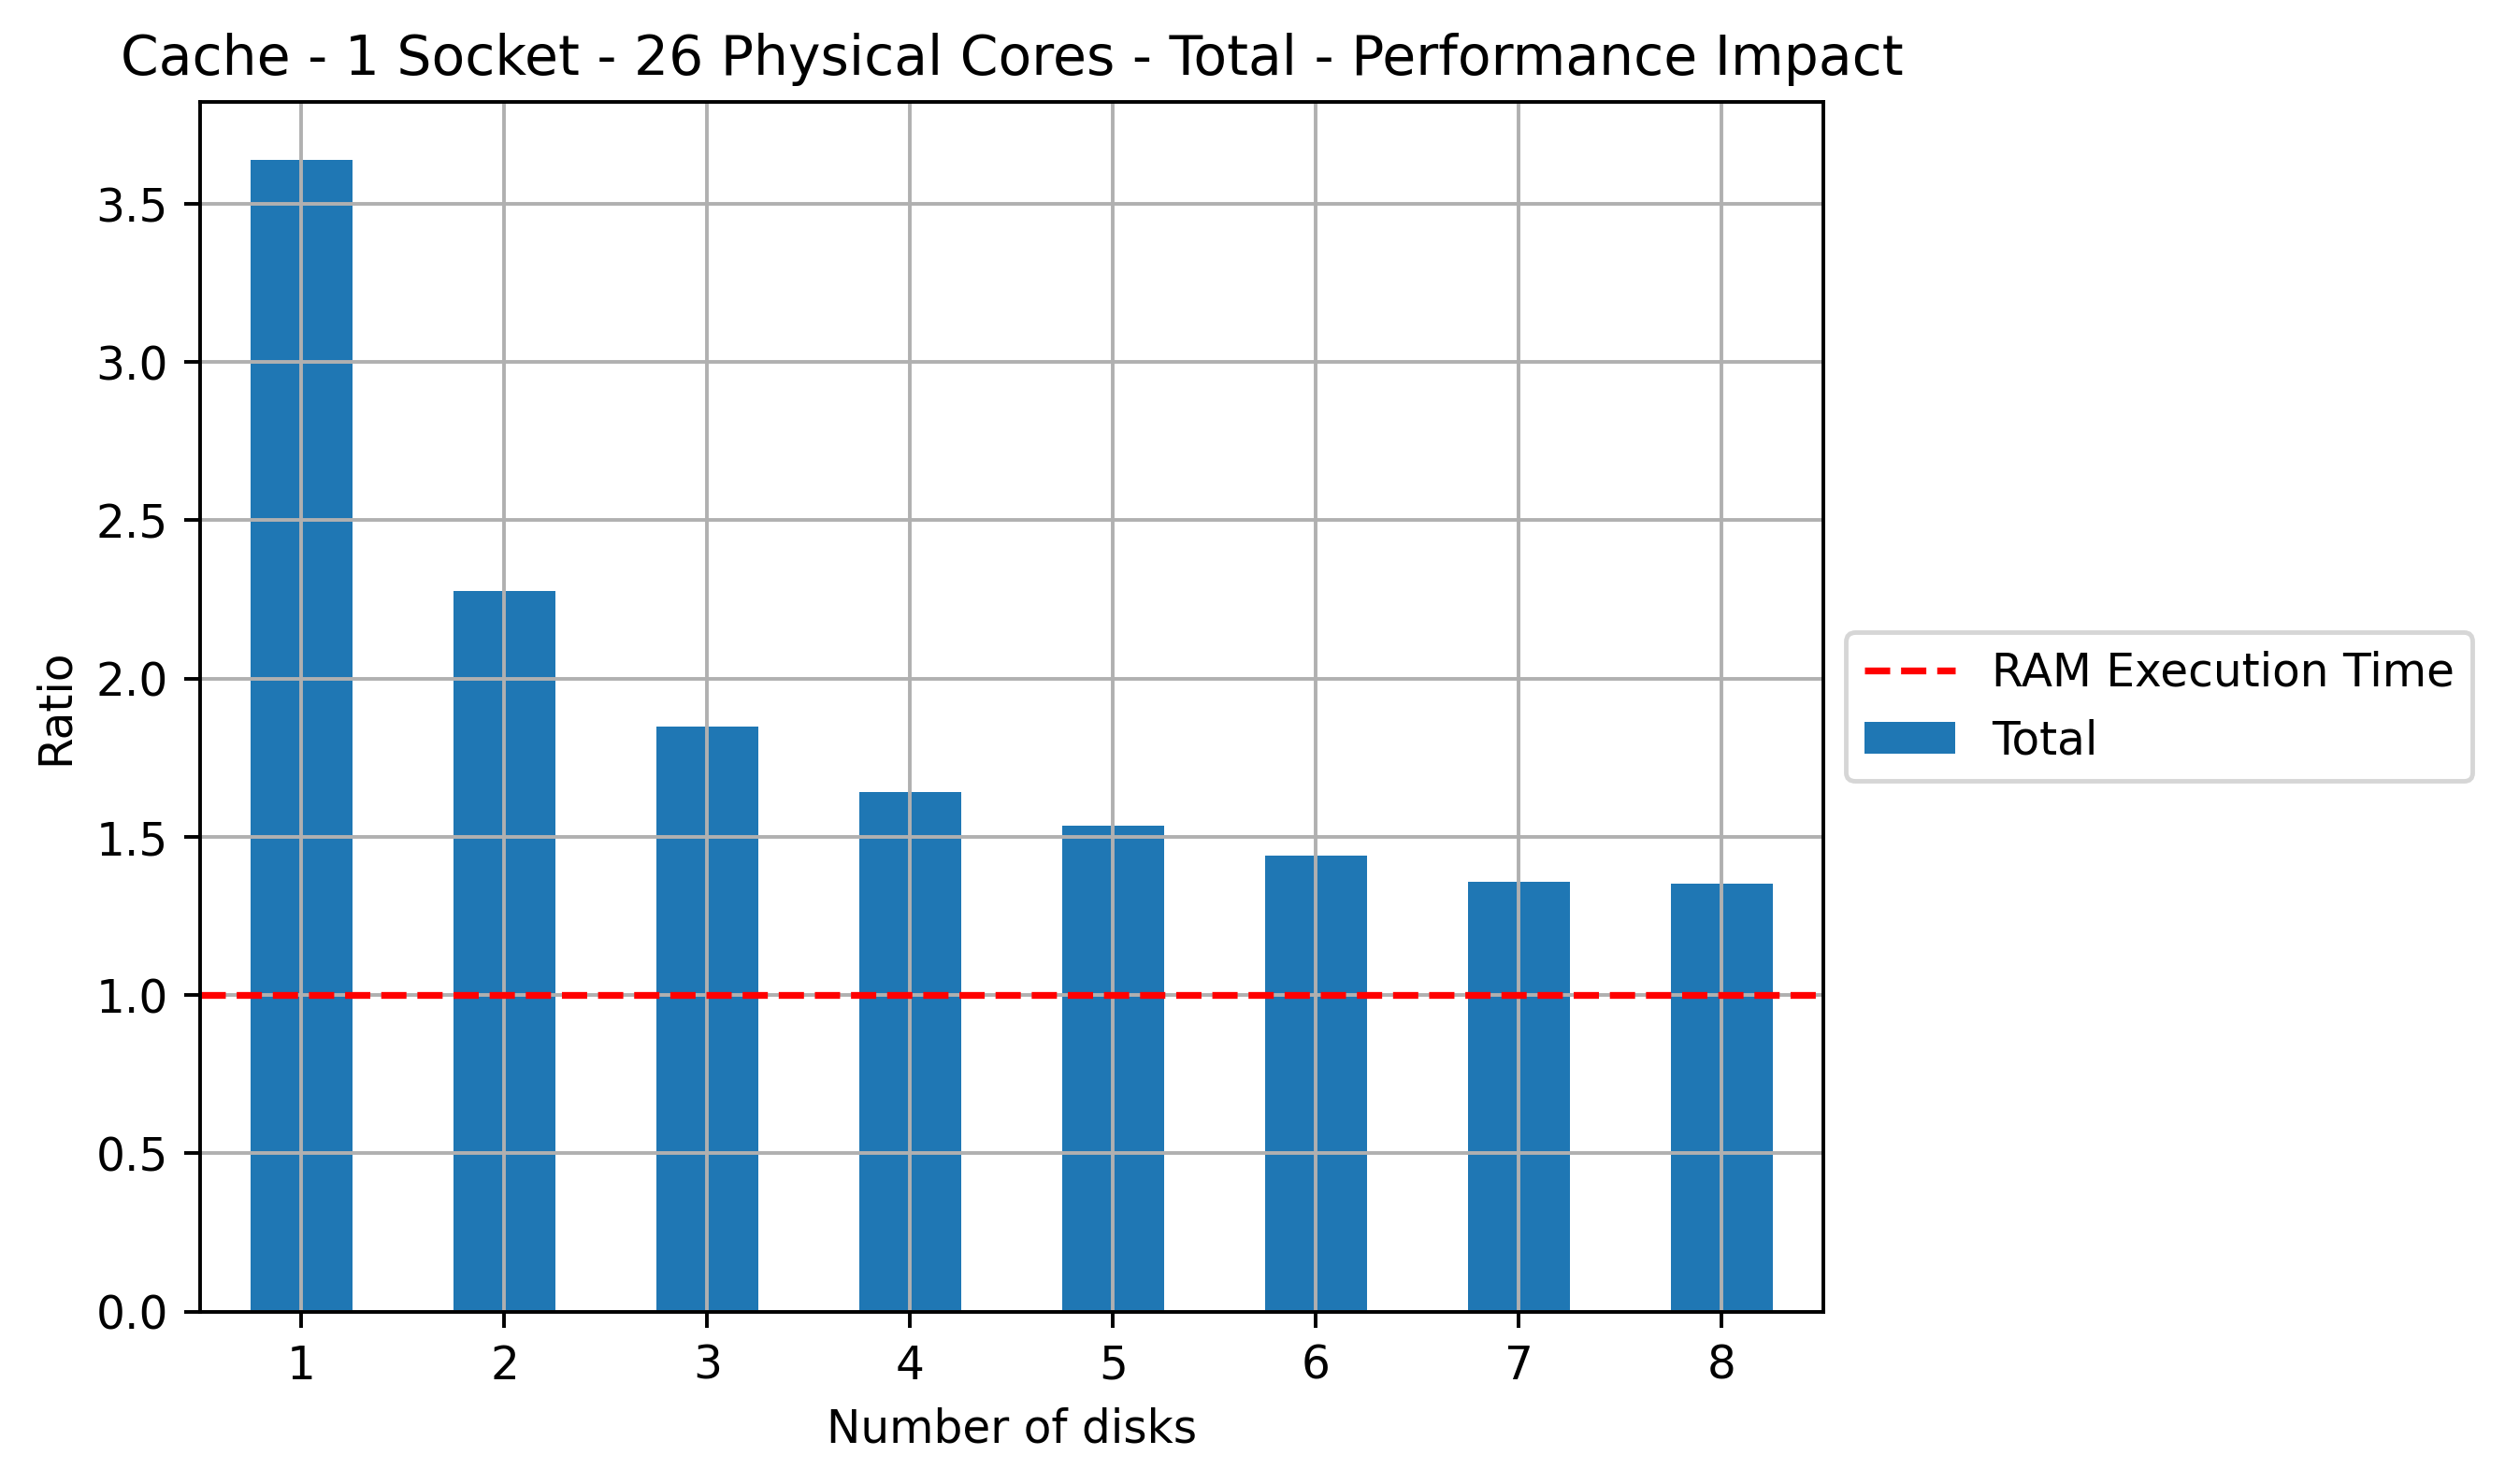 Cache - 1 Socket - 26 Physical Cores - Total - Performance Impact
3.5
3.0
2.5
2.0
1.5
1.0
0.5
0.0
Ratio
1 2 3 4 5 6 7 8
Number of disks
RAM Execution Time
Total